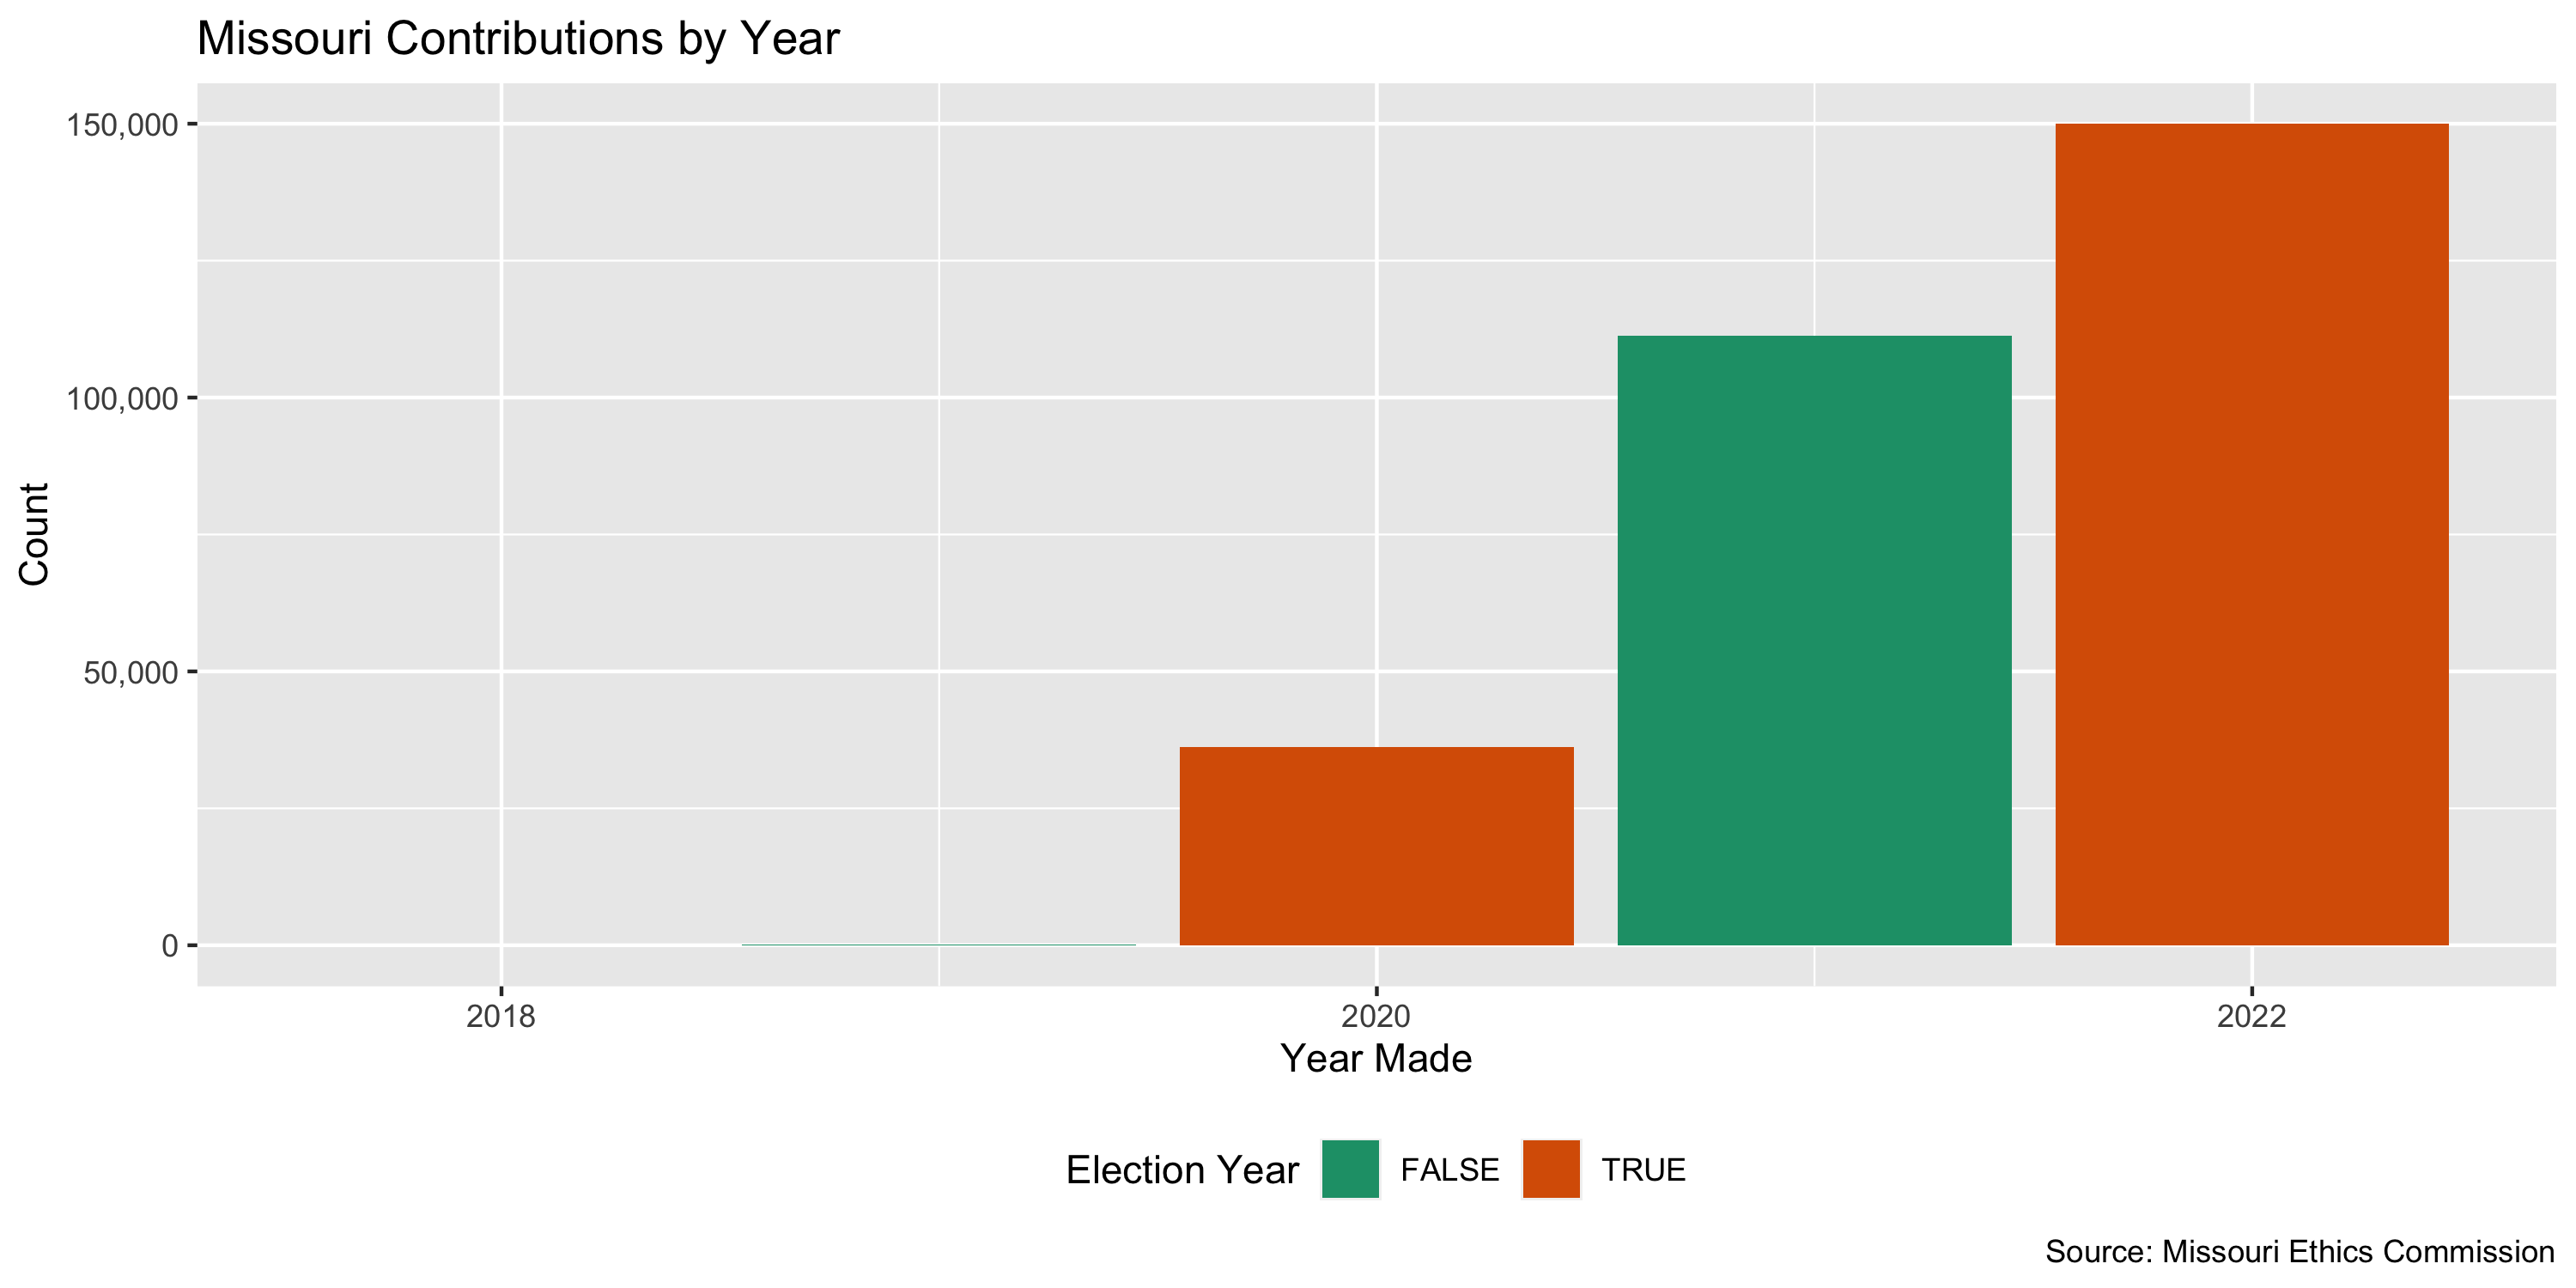 Missouri Contributions by Year
Count
150,000
100,000
50,000
0
2018 2020 2022
Year Made
Election Year FALSE TRUE
Source: Missouri Ethics Commission